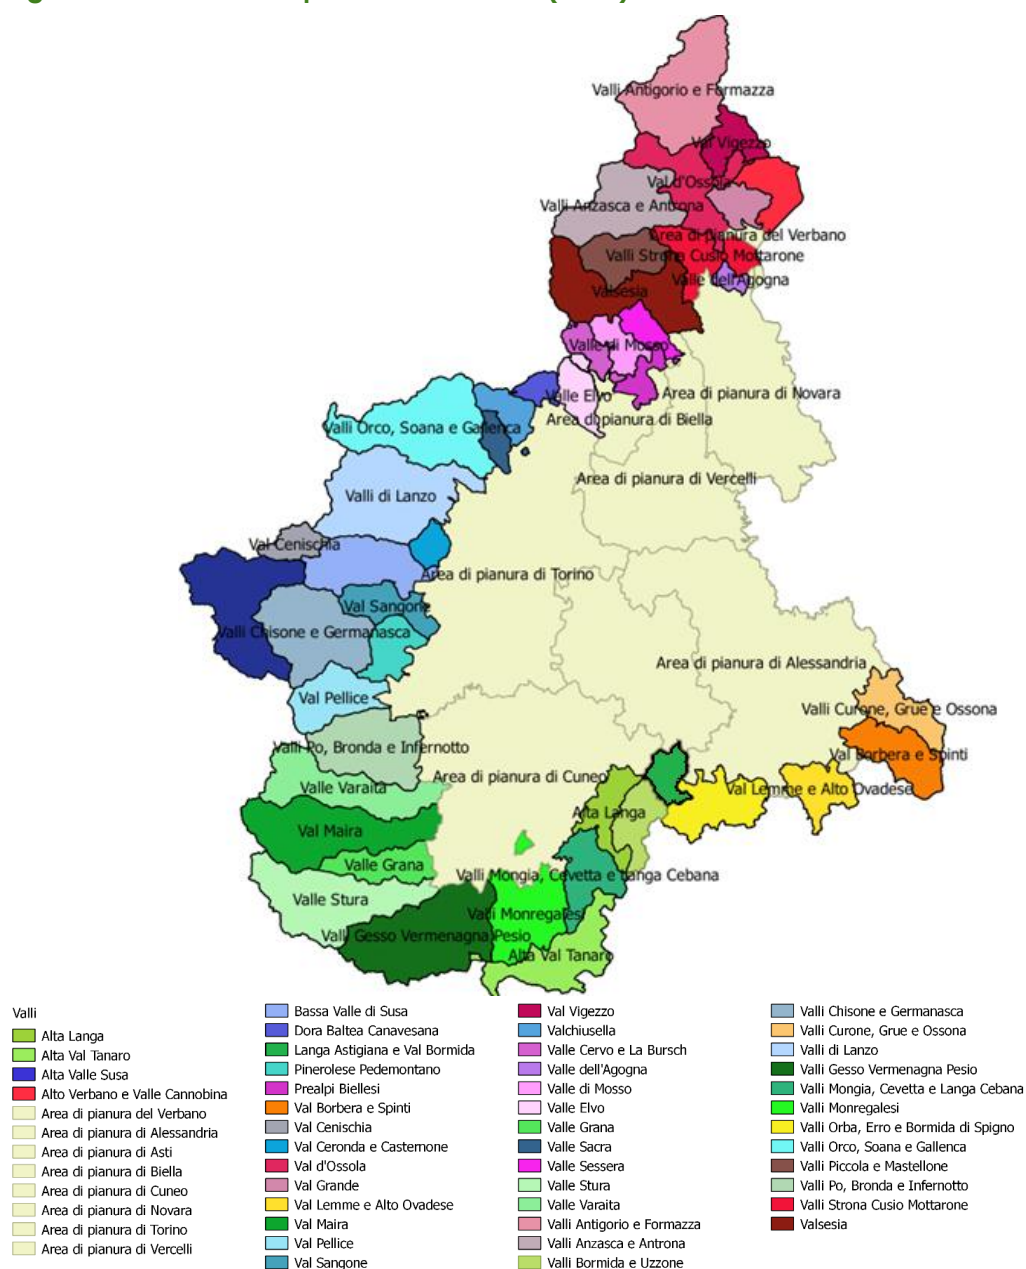 Valli Antigorio e Formazza
Val Vigezzo
Val d'Ossola
Valli Anzasca e Antrona
Area di pianura del Verbano
Valli Strona Cusio Mottarone
Valle dell'Agogna
Valsesia
Valle di Mosso
Valle Elvo
Area di pianura di Novara
Area di pianura di Biella
Valli Orco, Soana e Gallenca
Area di pianura di Vercelli
Valli di Lanzo
Val Cenischia
Area di pianura di Torino
Val Sangone
Valli Chisone e Germanasca
Area di pianura di Alessandria
Val Pellice
Valli Curone, Grue e Ossona
Valli Po, Bronda e Infernotto
Val Borbera e Spinti
Area di pianura di Cuneo
Valle Varaita
Val Lemme e Alto Ovadese
Alta Langa
Val Maira
Valle Grana
Valli Mongia, Cevetta e Langa Cebana
Valle Stura
Valli Monregalesi
Valli Gesso Vermenagna Pesio
Alta Val Tanaro
Valli
Alta Langa
Alta Val Tanaro
Alta Valle Susa
Alto Verbano e Valle Cannobina
Area di pianura del Verbano
Area di pianura di Alessandria
Area di pianura di Asti
Area di pianura di Biella
Area di pianura di Cuneo
Area di pianura di Novara
Area di pianura di Torino
Area di pianura di Vercelli
Bassa Valle di Susa
Dora Baltea Canavesana
Langa Astigiana e Val Bormida
Pinerolese Pedemontano
Prealpi Biellesi
Val Borbera e Spinti
Val Cenischia
Val Ceronda e Casternone
Val d'Ossola
Val Grande
Val Lemme e Alto Ovadese
Val Maira
Val Pellice
Val Sangone
Val Vigezzo
Valchiusella
Valle Cervo e La Bursch
Valle dell'Agogna
Valle di Mosso
Valle Elvo
Valle Grana
Valle Sacra
Valle Sessera
Valle Stura
Valle Varaita
Valli Antigorio e Formazza
Valli Anzasca e Antrona
Valli Bormida e Uzzone
Valli Chisone e Germanasca
Valli Curone, Grue e Ossona
Valli di Lanzo
Valli Gesso Vermenagna Pesio
Valli Mongia, Cevetta e Langa Cebana
Valli Monregalesi
Valli Orba, Erro e Bormida di Spigno
Valli Orco, Soana e Gallenca
Valli Piccola e Mastellone
Valli Po, Bronda e Infernotto
Valli Strona Cusio Mottarone
Valsesia